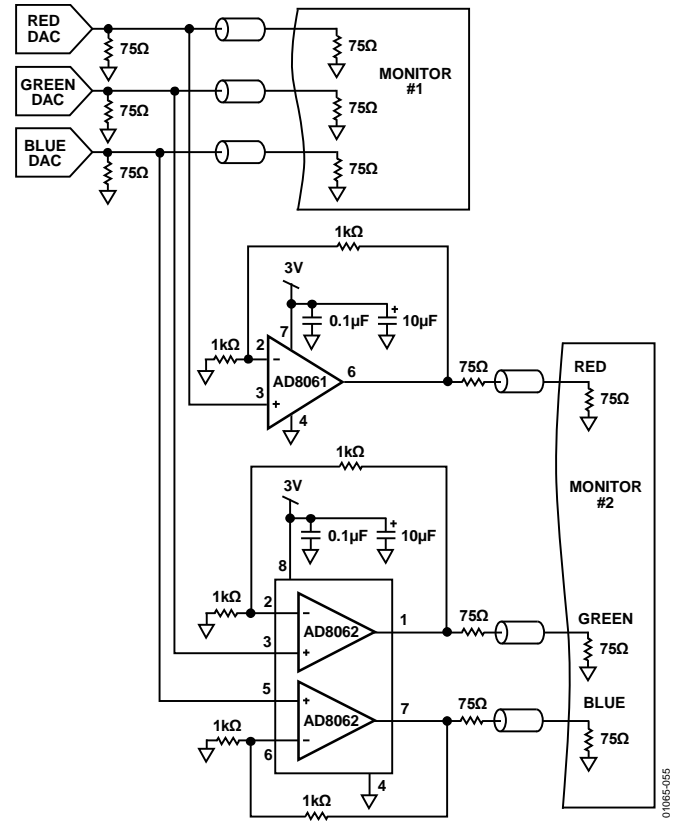 RED
DAC
75Ω
75Ω
GREEN
DAC
75Ω
75Ω
BLUE
DAC
75Ω
75Ω
MONITOR
#1
1kΩ
3V
0.1µF
+
10µF
7
1kΩ
2
−
AD8061
6
3
+
4
75Ω
RED
75Ω
MONITOR
#2
1kΩ
3V
0.1µF
+
10µF
8
1kΩ
2
−
AD8062
1
3
+
75Ω
GREEN
75Ω
5
+
AD8062
7
−
6
1kΩ
75Ω
BLUE
75Ω
4
1kΩ
01065-055